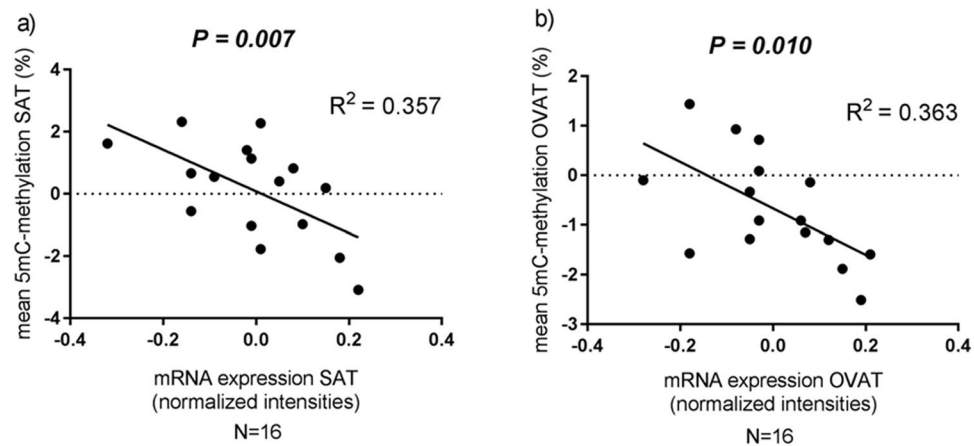 a)
P = 0.007
R² = 0.357
mean 5mC-methylation SAT (%)
4
2
0
-2
-4
-0.4 -0.2 0.0 0.2 0.4
mRNA expression SAT
(normalized intensities)
N=16
b)
P = 0.010
R² = 0.363
mean 5mC-methylation OVAT (%)
2
1
0
-1
-2
-3
-0.4 -0.2 0.0 0.2 0.4
mRNA expression OVAT
(normalized intensities)
N=16